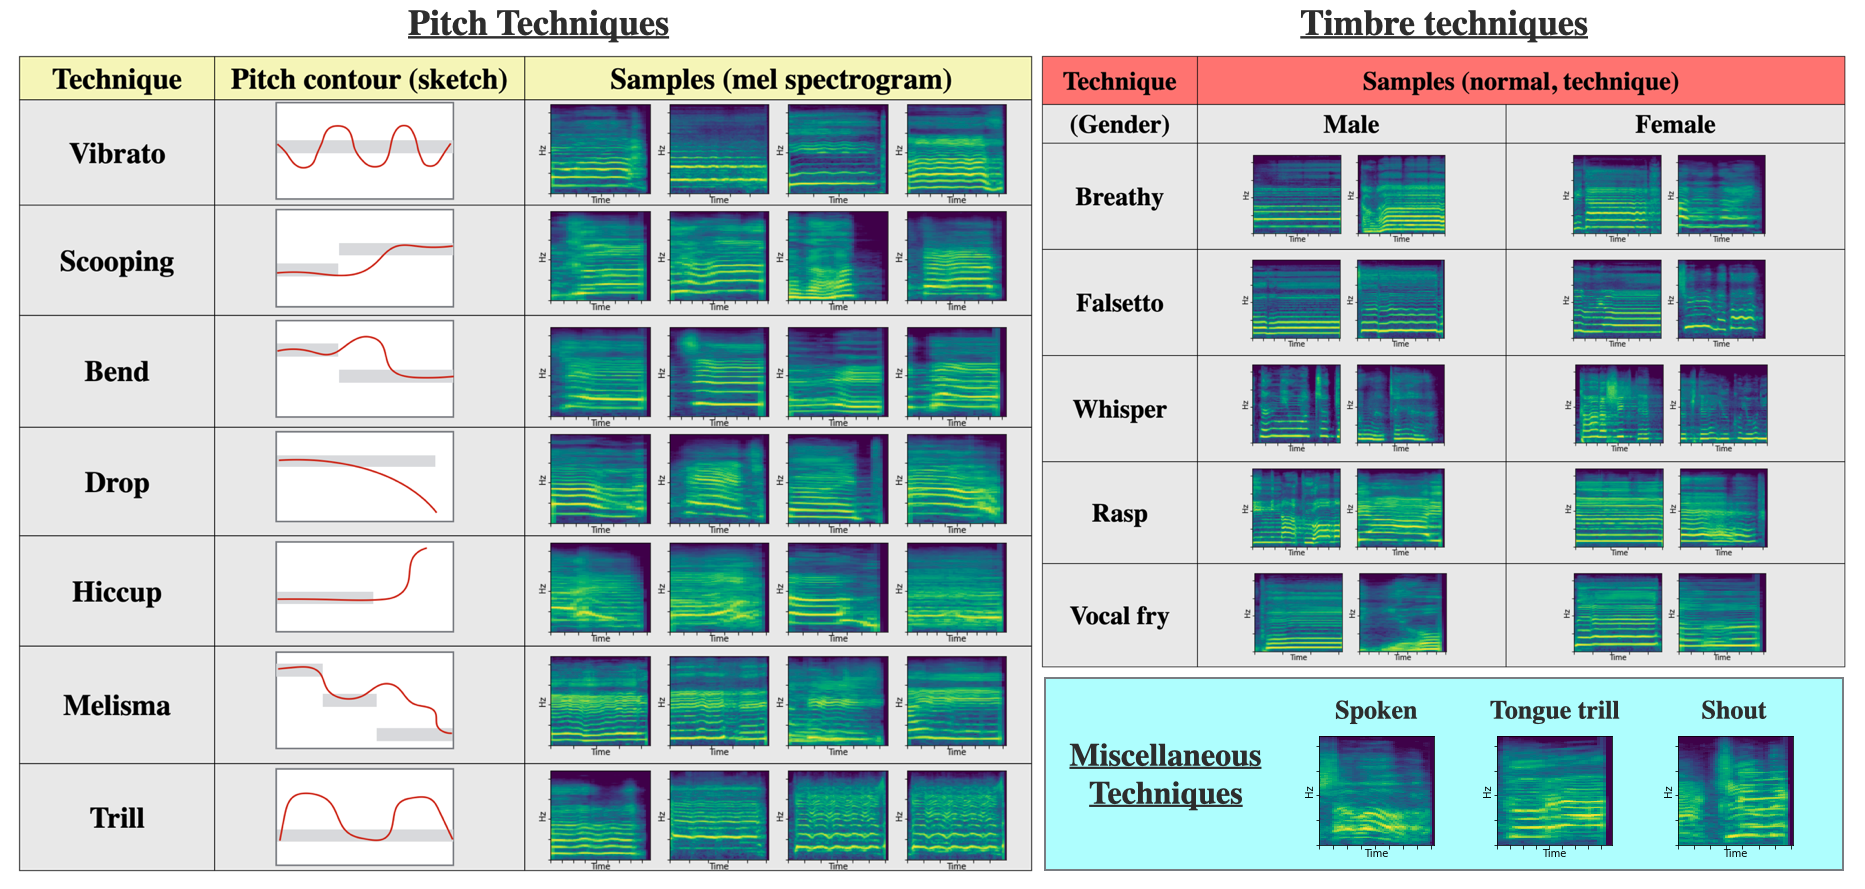 Pitch Techniques
Technique Pitch contour (sketch) Samples (mel spectrogram)
Vibrato
Hz Hz Hz Hz
Time Time Time Time
Scooping
Hz Hz Hz Hz
Time Time Time Time
Bend
Hz Hz Hz Hz
Time Time Time Time
Drop
Hz Hz Hz Hz
Time Time Time Time
Hiccup
Hz Hz Hz Hz
Time Time Time Time
Melisma
Hz Hz Hz Hz
Time Time Time Time
Trill
Hz Hz Hz Hz
Time Time Time Time
Timbre techniques
Technique Samples (normal, technique)
(Gender) Male Female
Breathy
Hz Hz Hz Hz
Time Time Time Time
Falsetto
Hz Hz Hz Hz
Time Time Time Time
Whisper
Hz Hz Hz Hz
Time Time Time Time
Rasp
Hz Hz Hz Hz
Time Time Time Time
Vocal fry
Hz Hz Hz Hz
Time Time Time Time
Miscellaneous
Techniques
Spoken Tongue trill Shout
Hz Hz Hz
Time Time Time